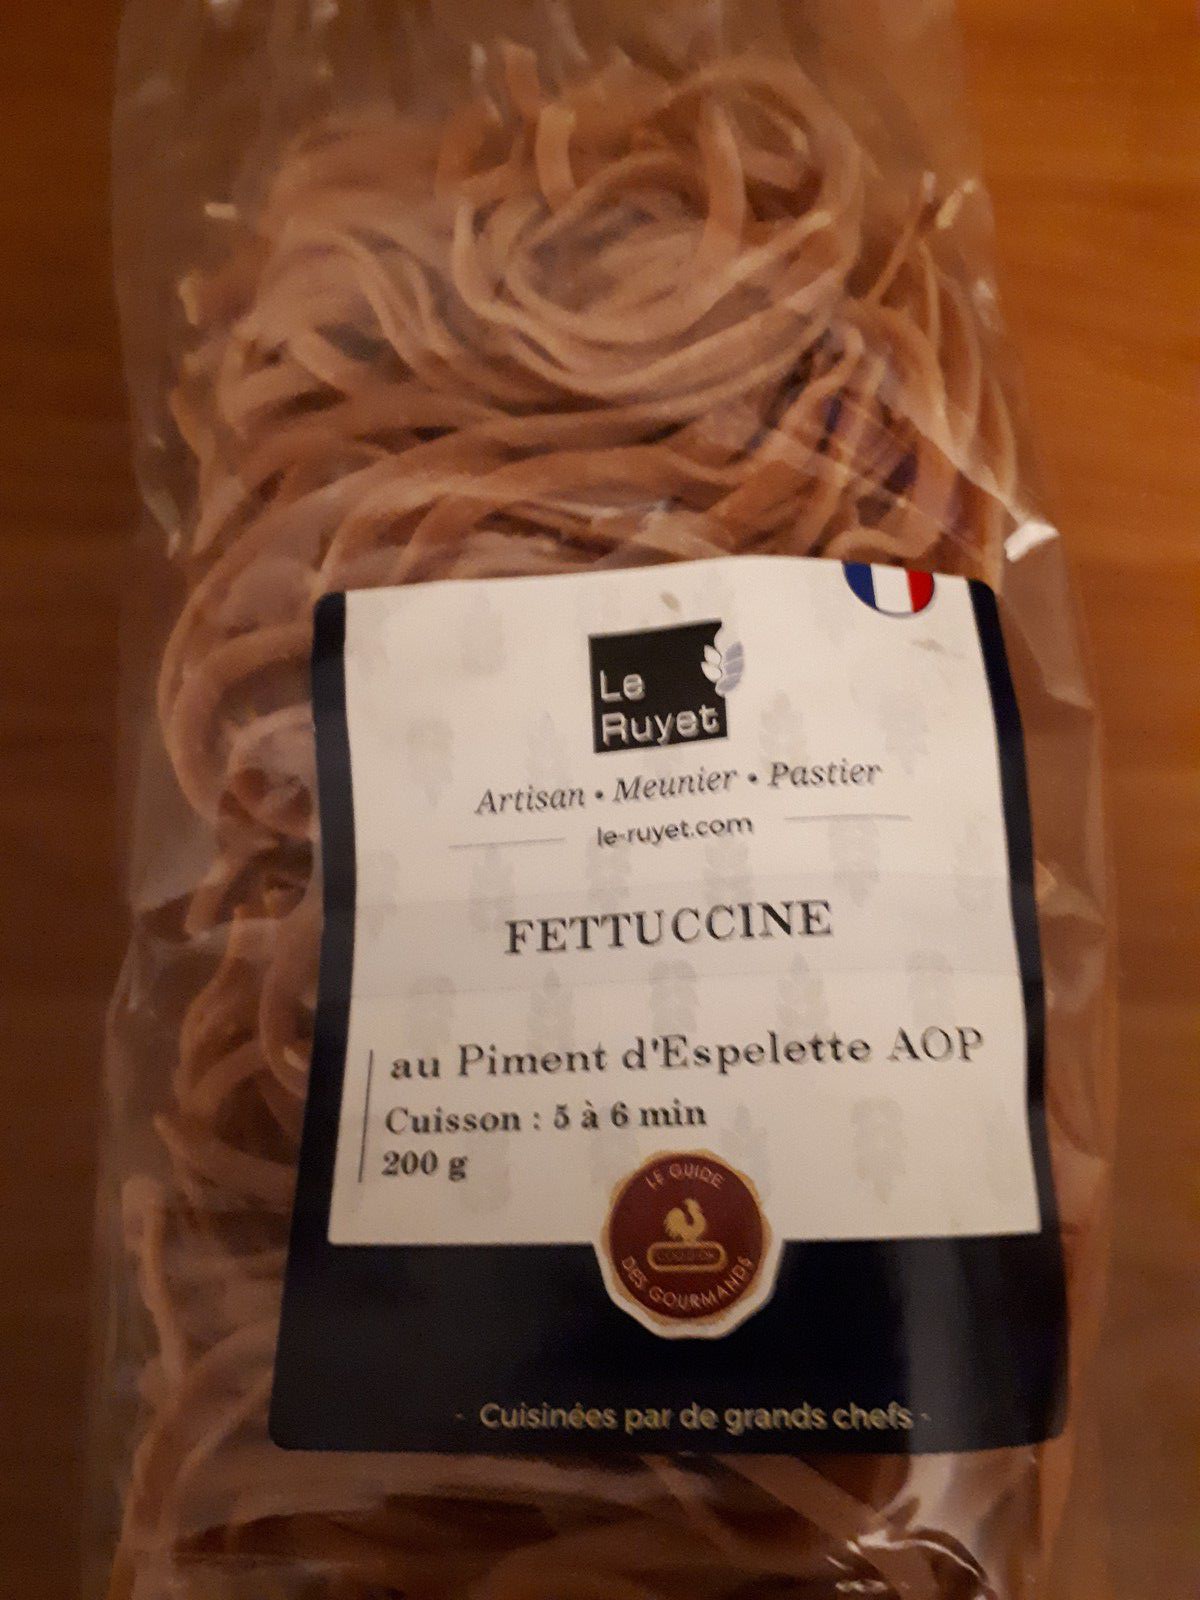 Le
Ruyet
Artisan • Meunier • Pastier
le-ruyet.com
FETTUCCINE
au Piment d'Espelette AOP
Cuisson : 5 à 6 min
200 g
LE GUIDE
DES GOURMANDS
- Cuisinées par de grands chefs -